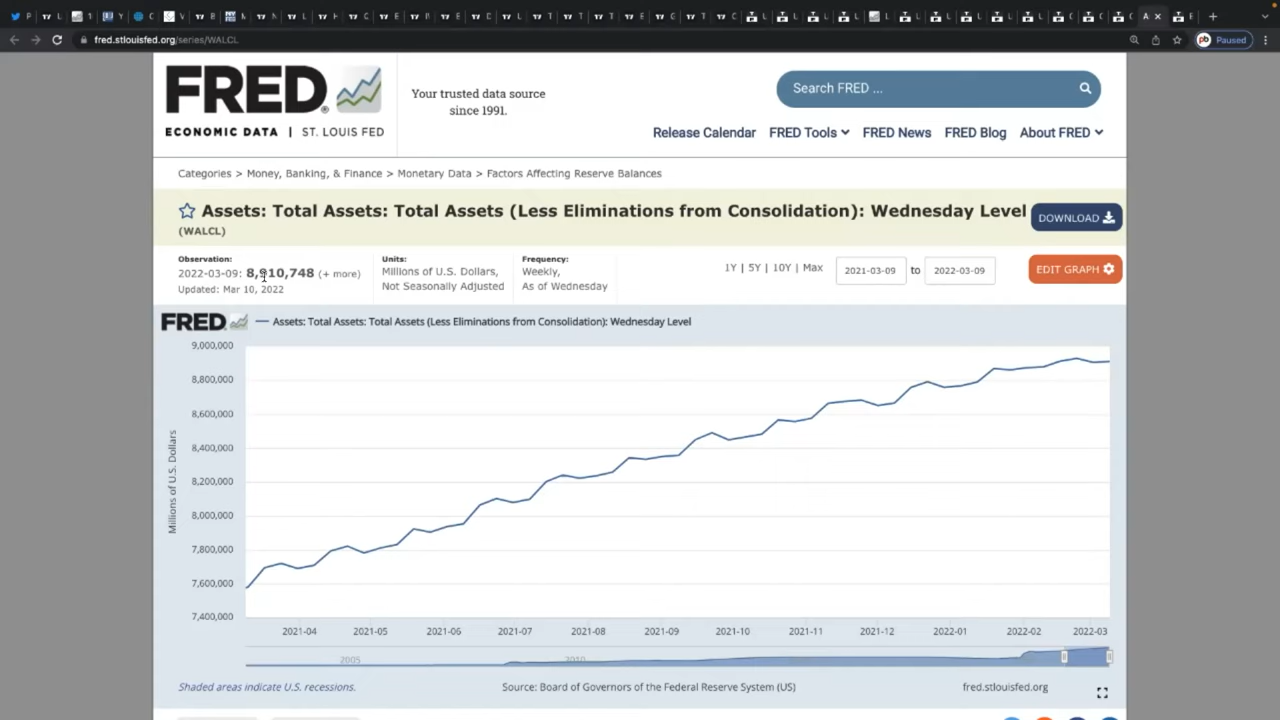 fred.stlouisfed.org/series/WALCL
Paused
FRED
ECONOMIC DATA | ST. LOUIS FED
Your trusted data source
since 1991.
Search FRED ...
Release Calendar FRED Tools FRED News FRED Blog About FRED
Categories > Money, Banking, & Finance > Monetary Data > Factors Affecting Reserve Balances
Assets: Total Assets: Total Assets (Less Eliminations from Consolidation): Wednesday Level
(WALCL)
DOWNLOAD
Observation:
2022-03-09: 8,910,748 (+ more)
Updated: Mar 10, 2022
Units:
Millions of U.S. Dollars,
Not Seasonally Adjusted
Frequency:
Weekly,
As of Wednesday
1Y | 5Y | 10Y | Max
2021-03-09 to 2022-03-09
EDIT GRAPH
FRED
Assets: Total Assets: Total Assets (Less Eliminations from Consolidation): Wednesday Level
Millions of U.S. Dollars
9,000,000
8,800,000
8,600,000
8,400,000
8,200,000
8,000,000
7,800,000
7,600,000
7,400,000
2021-04 2021-05 2021-06 2021-07 2021-08 2021-09 2021-10 2021-11 2021-12 2022-01 2022-02 2022-03
2005 2010
Shaded areas indicate U.S. recessions.
Source: Board of Governors of the Federal Reserve System (US)
fred.stlouisfed.org